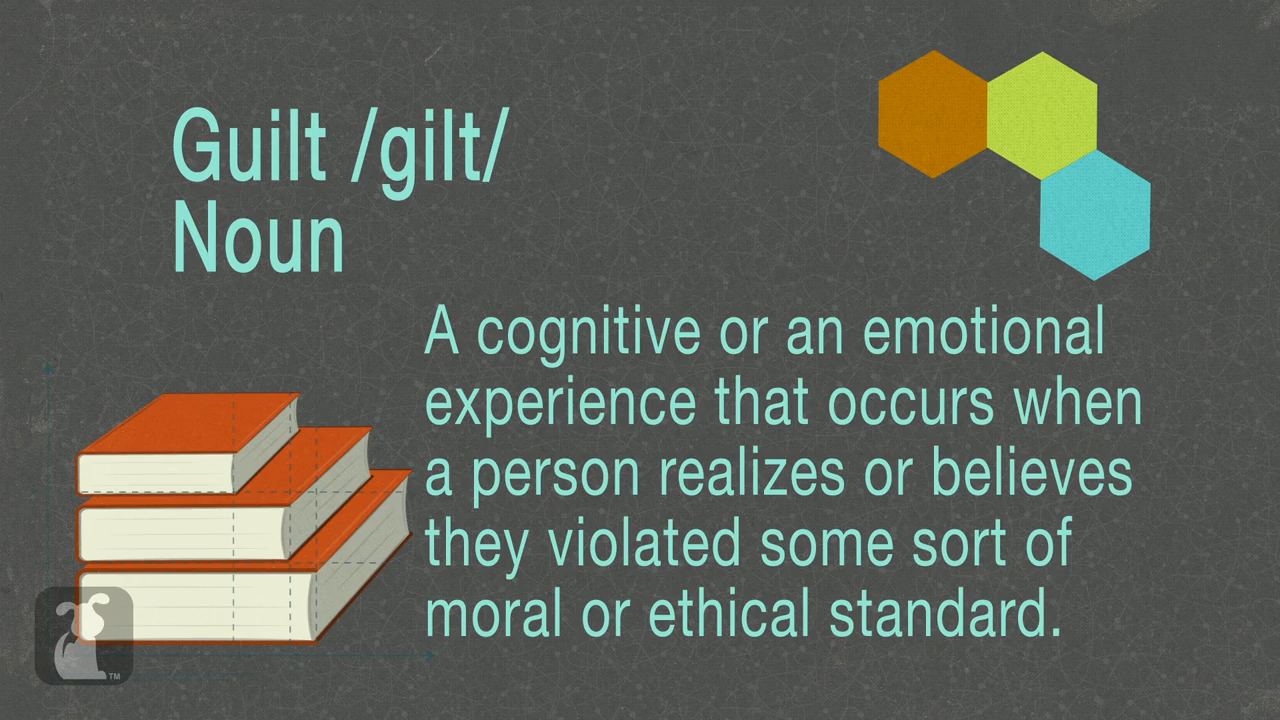 Guilt /gilt/
Noun
A cognitive or an emotional
experience that occurs when
a person realizes or believes
they violated some sort of
moral or ethical standard.
TM